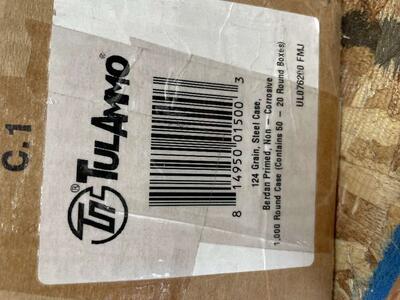 C.1
TulAmmo®
8 14950 01500 3
124 Grain, Steel Case,
Berdan Primed, Non - Corrosive
1,000 Round Case (Contains 50 - 20 Round Boxes)
UL076200 FMJ